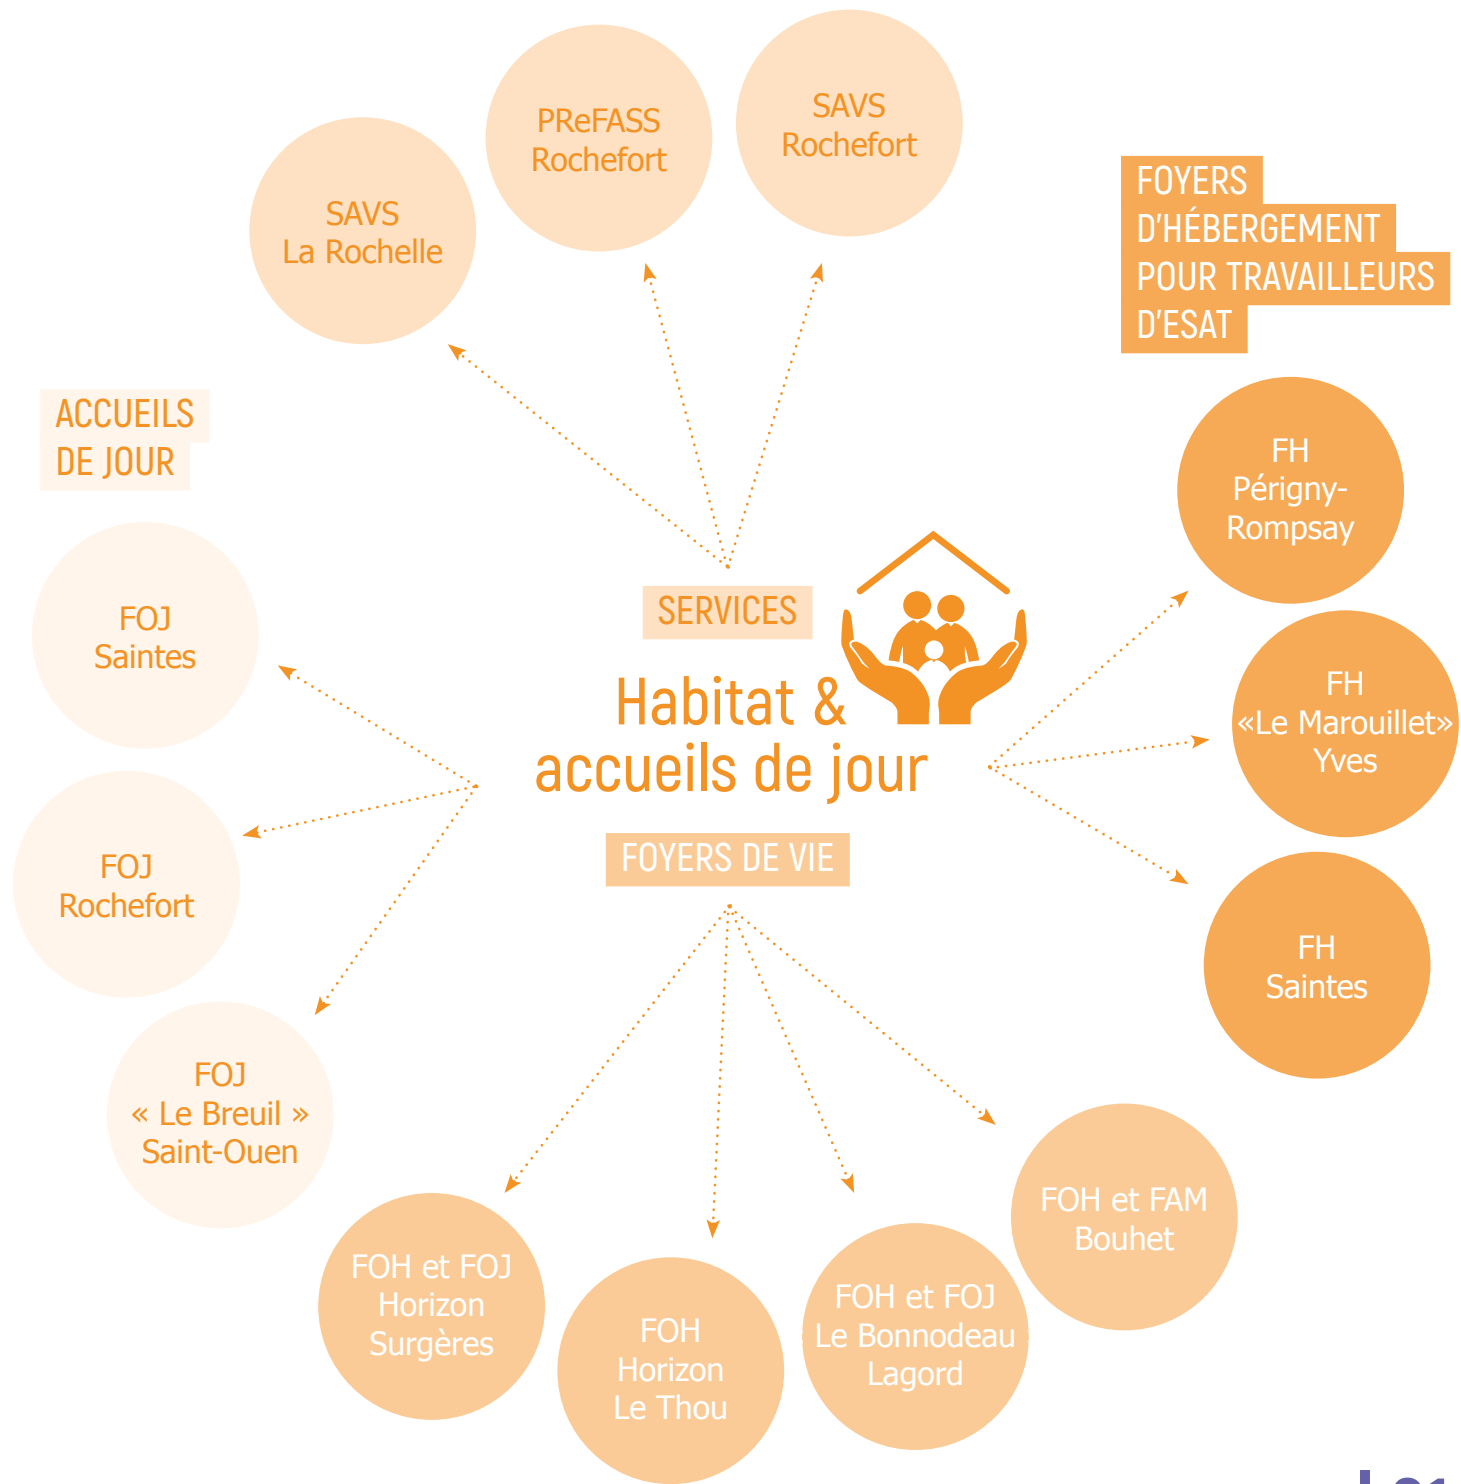 PReFASS
Rochefort
SAVS
Rochefort
SAVS
La Rochelle
FOYERS
D'HÉBERGEMENT
POUR TRAVAILLEURS
D'ESAT
ACCUEILS
DE JOUR
FH
Périgny-
Rompsay
FOJ
Saintes
SERVICES
Habitat &
accueils de jour
FH
«Le Marouillet»
Yves
FOYERS DE VIE
FOJ
Rochefort
FH
Saintes
FOJ
« Le Breuil »
Saint-Ouen
FOH et FOJ
Horizon
Surgères
FOH
Horizon
Le Thou
FOH et FOJ
Le Bonnodeau
Lagord
FOH et FAM
Bouhet